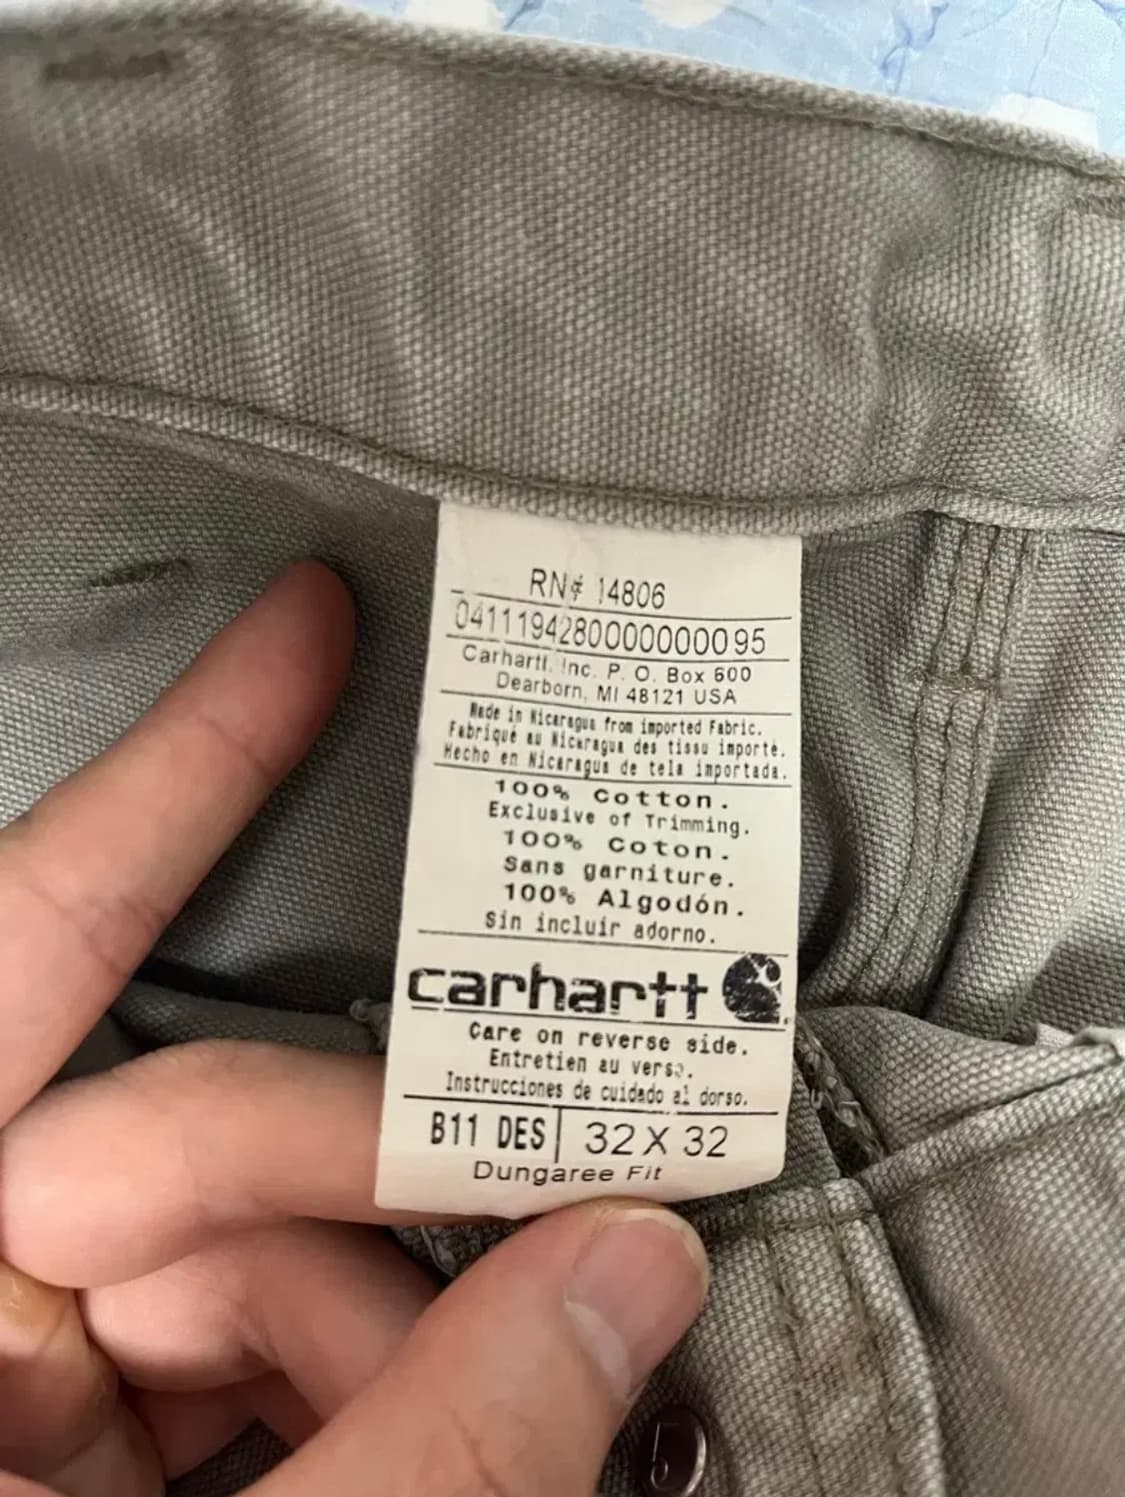 RN# 14806
0411194280000000095
Carhartt, Inc. P. O. Box 600
Dearborn, MI 48121 USA
Made in Nicaragua from imported Fabric.
Fabriqué au Nicaragua des tissu importé.
Hecho en Nicaragua de tela importada.
100% Cotton.
Exclusive of Trimming.
100% Coton.
Sans garniture.
100% Algodón.
Sin incluir adorno.
carhartt
Care on reverse side.
Entretien au verso.
Instrucciones de cuidado al dorso.
B11 DES 32 X 32
Dungaree Fit